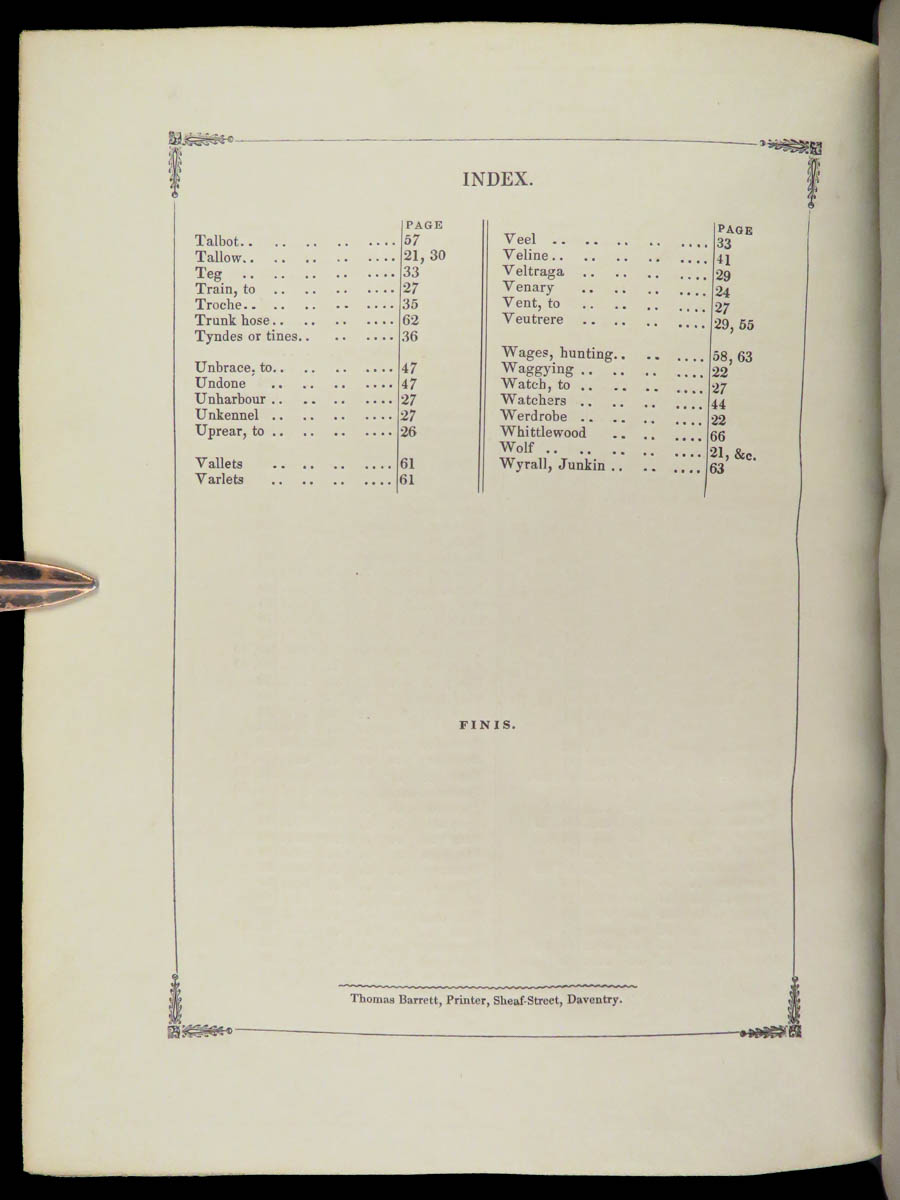 INDEX.
PAGE
Talbot.. .. .. .. .... 57
Tallow.. .. .. .. .... 21, 30
Teg .. .. .. .. .... 33
Train, to .. .. .. .... 27
Troche.. .. .. .. .... 35
Trunk hose.. .. .. .... 62
Tyndes or tines.. .. .... 36
Unbrace, to.. .. .. .... 47
Undone .. .. .. .... 47
Unharbour .. .. .. .... 27
Unkennel .. .. .. .... 27
Uprear, to .. .. .. .... 26
Vallets .. .. .. .... 61
Varlets .. .. .. .... 61
PAGE
Veel .. .. .. .. .... 33
Veline.. .. .. .. .... 41
Veltraga .. .. .. .... 29
Venary .. .. .. .... 24
Vent, to .. .. .. .... 27
Veutrere .. .. .. .... 29, 55
Wages, hunting.. .. .... 58, 63
Waggying .. .. .. .... 22
Watch, to .. .. .. .... 27
Watchers .. .. .. .... 44
Werdrobe .. .. .. .... 22
Whittlewood .. .. .... 66
Wolf .. .. .. .. .... 21, &c.
Wyrall, Junkin .. .. .... 63
FINIS.
Thomas Barrett, Printer, Sheaf-Street, Daventry.